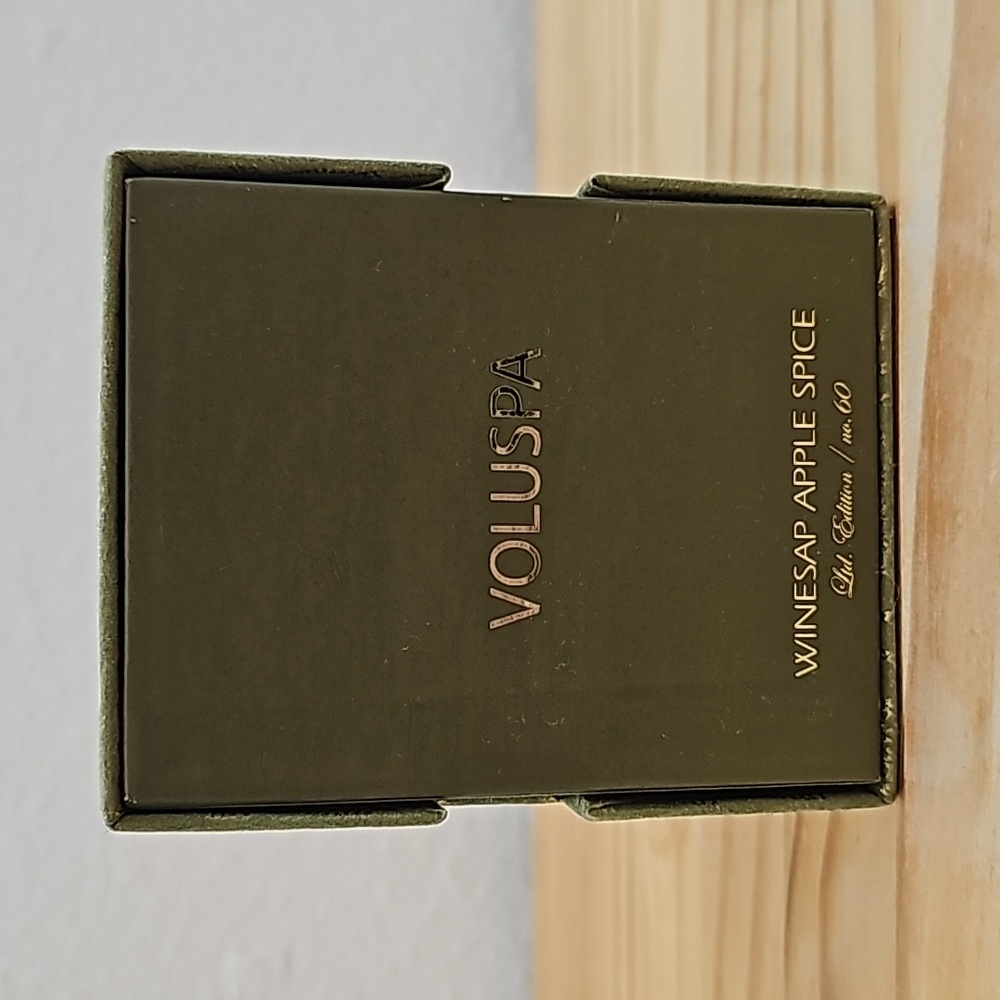 VOLUSPA
WINESAP APPLE SPICE
Ltd. Edition / no. 60